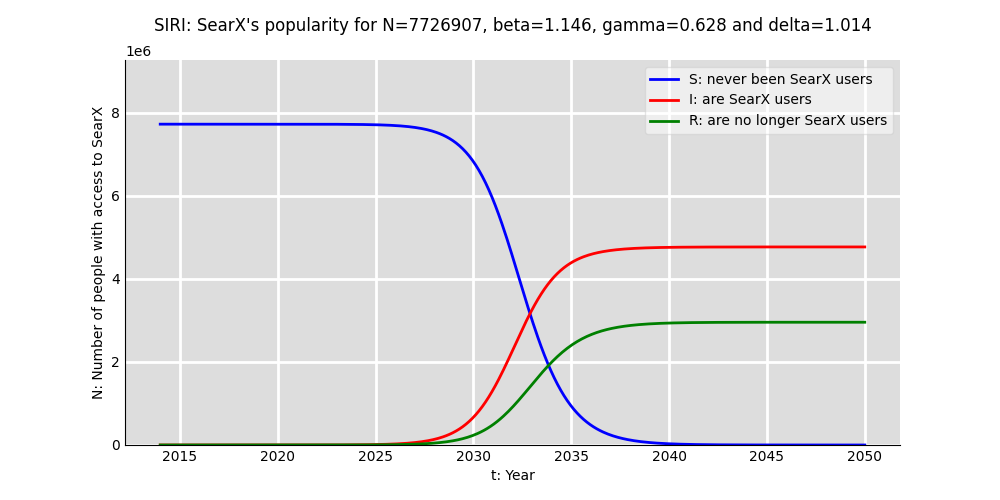 SIRI: SearX's popularity for N=7726907, beta=1.146, gamma=0.628 and delta=1.014
1e6
S: never been SearX users
I: are SearX users
R: are no longer SearX users
N: Number of people with access to SearX
8
6
4
2
0
2015 2020 2025 2030 2035 2040 2045 2050
t: Year